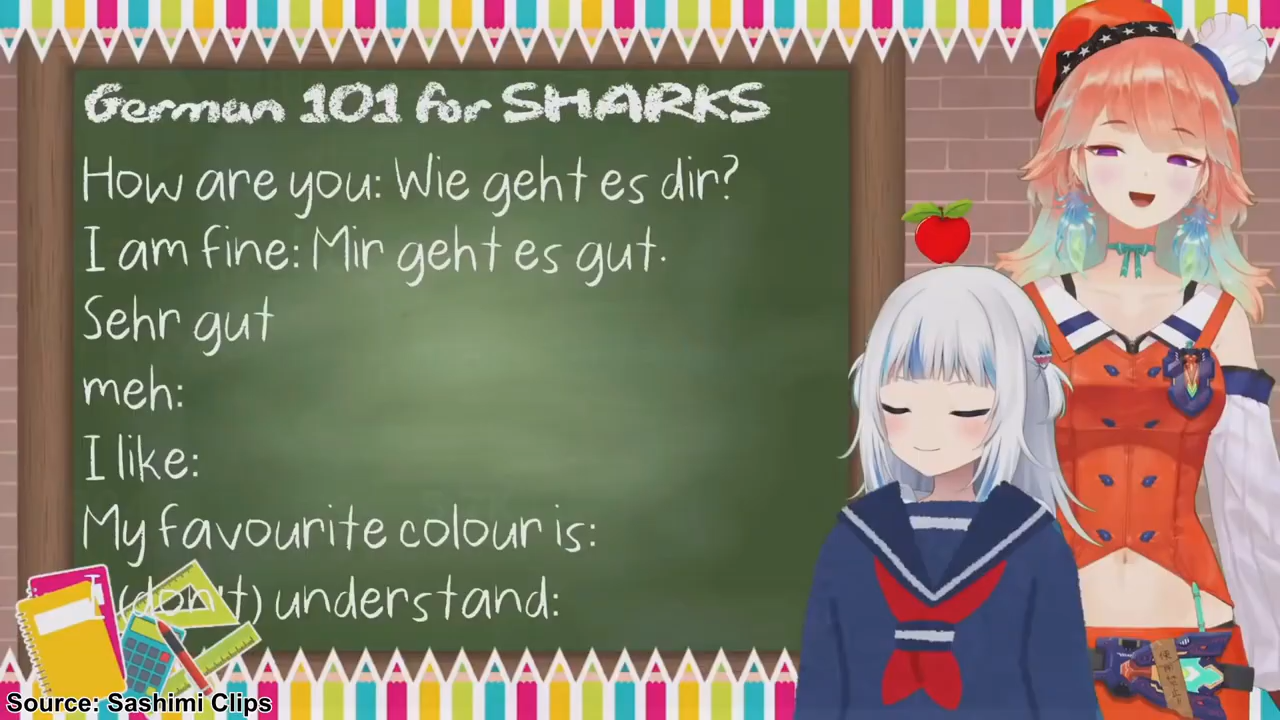 German 101 for SHARKS
How are you: Wie geht es dir?
I am fine: Mir geht es gut.
Sehr gut
meh:
I like:
My favourite colour is:
I (don't) understand:
Source: Sashimi Clips